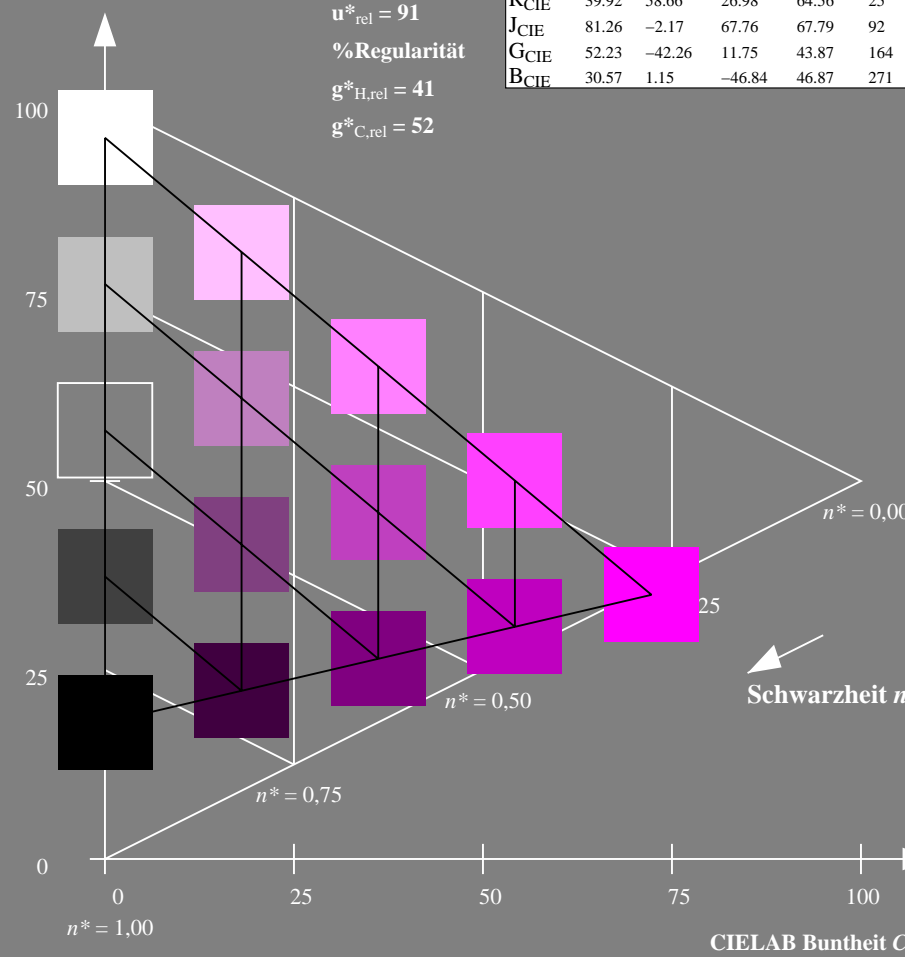 u*rel = 91
%Regularität
g*H,rel = 41
g*C,rel = 52
RCIE 39.92 58.66 26.98 64.56 25
JCIE 81.26 –2.17 67.76 67.79 92
GCIE 52.23 –42.26 11.75 43.87 164
BCIE 30.57 1.15 –46.84 46.87 271
100
75
50
25
0
n* = 0,00
25
n* = 0,50
Schwarzheit n
n* = 0,75
0 25 50 75 100
n* = 1,00
CIELAB Buntheit C